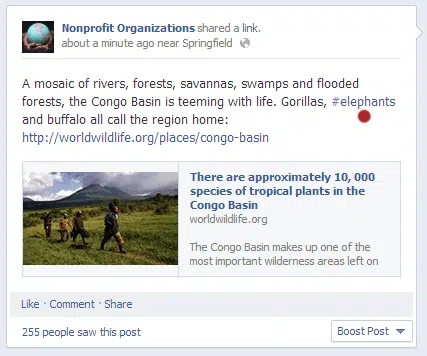 Nonprofit Organizations shared a link.
about a minute ago near Springfield
A mosaic of rivers, forests, savannas, swamps and flooded
forests, the Congo Basin is teeming with life. Gorillas, #elephants
and buffalo all call the region home:
http://worldwildlife.org/places/congo-basin
There are approximately 10, 000
species of tropical plants in the
Congo Basin
worldwildlife.org
The Congo Basin makes up one of the
most important wilderness areas left on
Like · Comment · Share
255 people saw this post
Boost Post